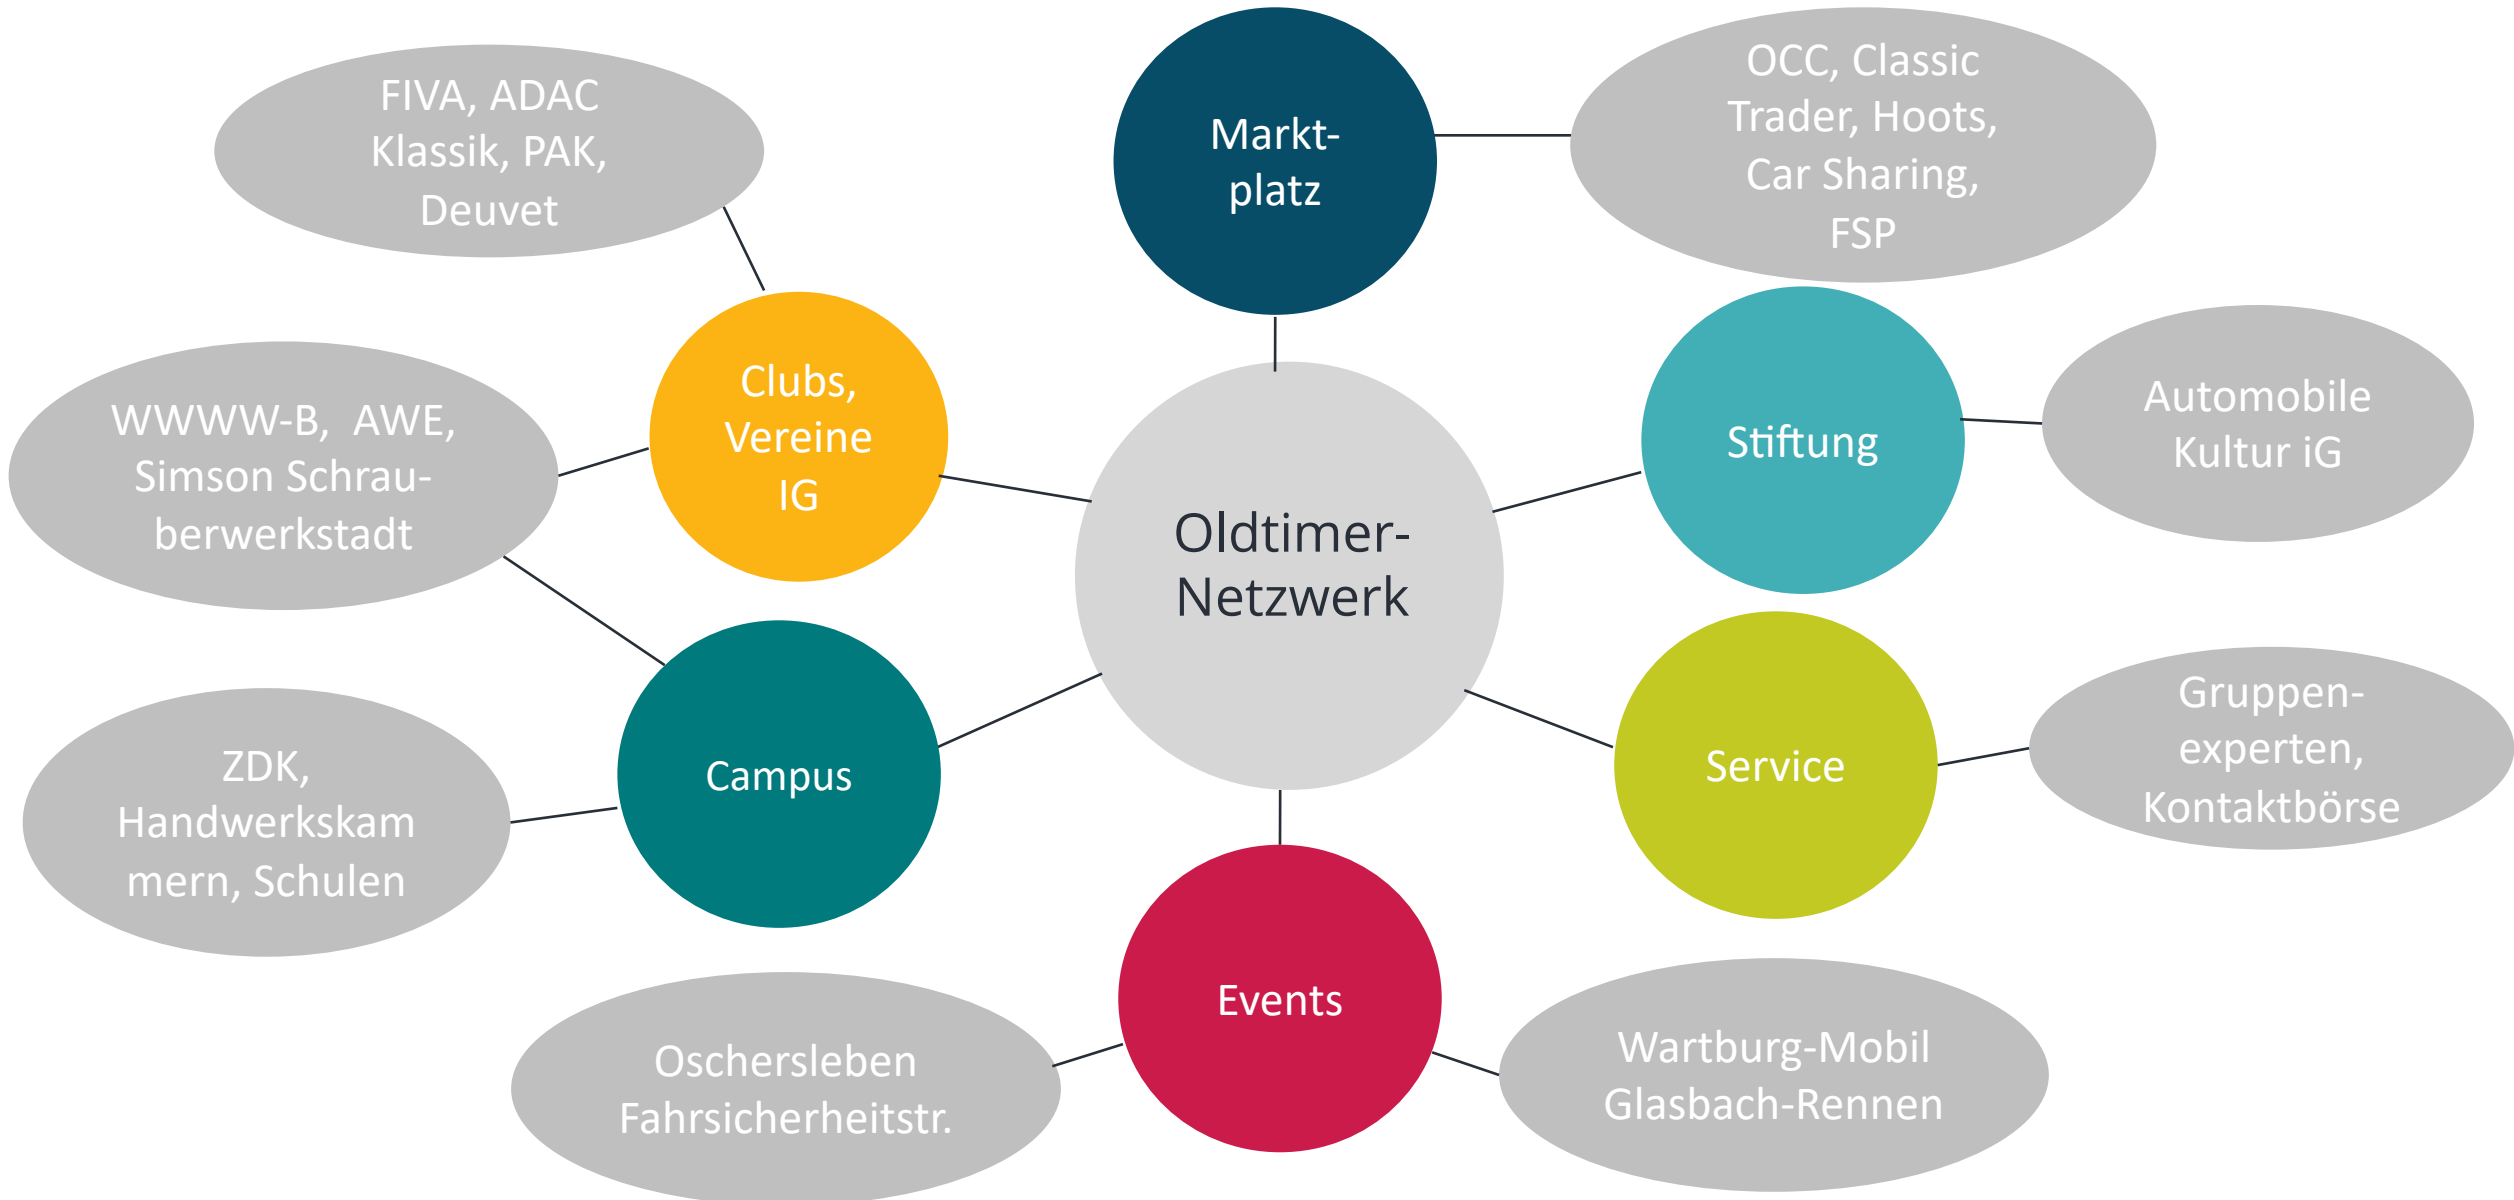 OCC, Classic
Trader, Hoots,
Car Sharing,
FSP
FIVA, ADAC
Klassik, PAK,
Deuvet
Markt-
platz
Clubs,
Vereine
IG
Stiftung
Automobile
Kultur iG
WWWWW-B, AWE,
Simson Schrau-
berwerkstadt
Oldtimer-
Netzwerk
ZDK,
Handwerkskam
mern, Schulen
Campus
Service
Gruppen-
experten,
Kontaktbörse
Events
Oschersleben
Fahrsicherheitstr.
Wartburg-Mobil
Glasbach-Rennen